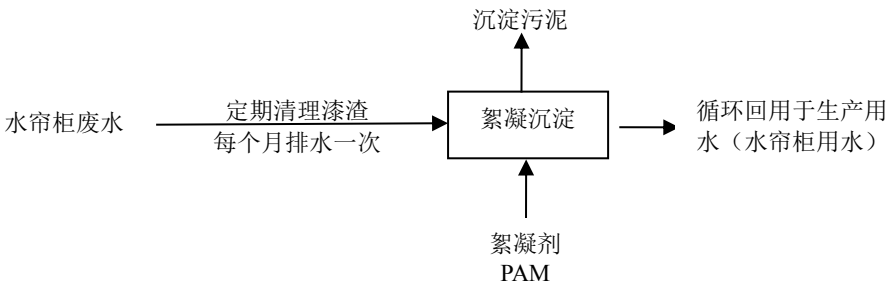 沉淀污泥
水帘柜废水
定期清理漆渣
每个月排水一次
絮凝沉淀
循环回用于生产用
水（水帘柜用水）
絮凝剂
PAM